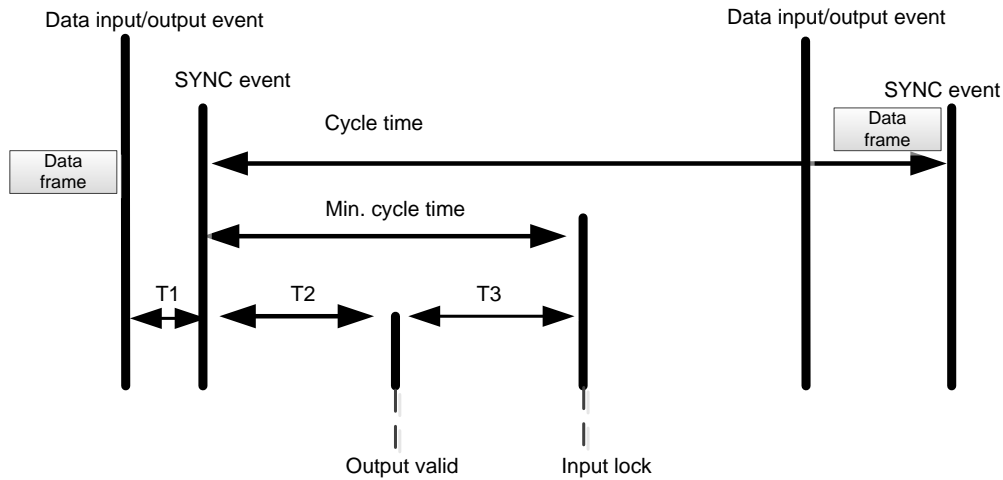 Data input/output event
Data input/output event
SYNC event
SYNC event
Cycle time
Data
frame
Data
frame
Min. cycle time
T1
T2
T3
Output valid
Input lock